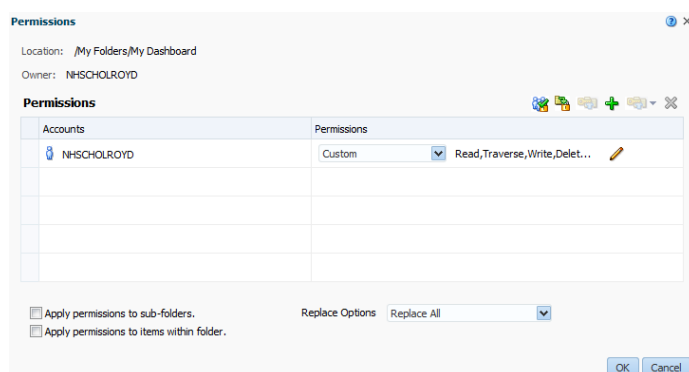 Permissions
Location: /My Folders/My Dashboard
Owner: NHSCHOLROYD
Permissions
Accounts Permissions
NHSCHOLROYD Custom Read,Traverse,Write,Delet...
Apply permissions to sub-folders. Replace Options Replace All
Apply permissions to items within folder.
OK Cancel